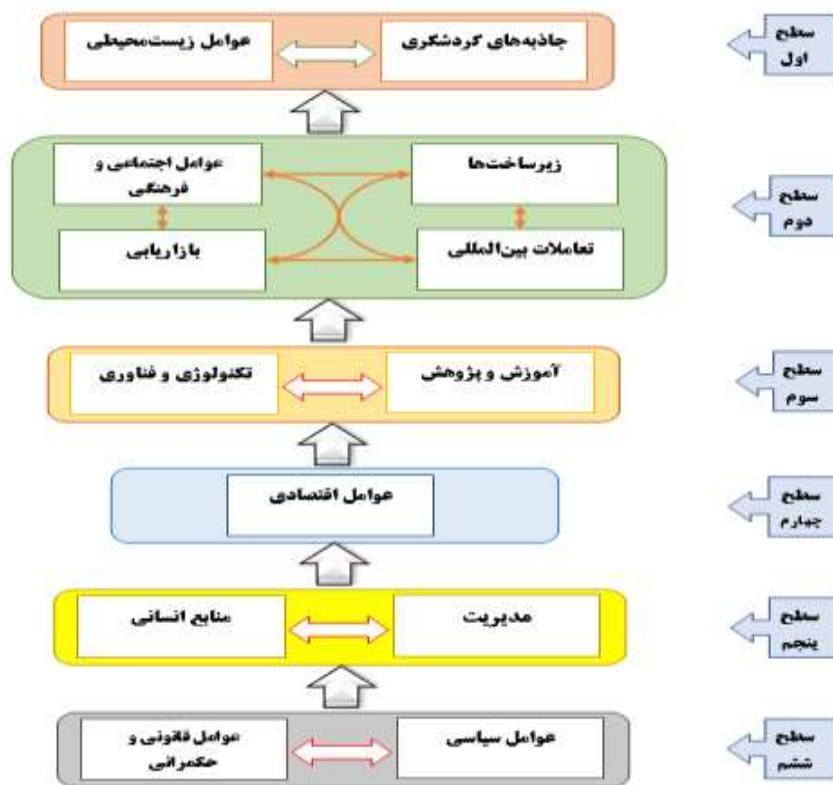 جاذبه‌های گردشگری
عوامل زیست‌محیطی
سطح
اول
زیرساخت‌ها
عوامل اجتماعی و
فرهنگی
تعاملات بین‌المللی
بازاریابی
سطح
دوم
آموزش و پژوهش
تکنولوژی و فناوری
سطح
سوم
عوامل اقتصادی
سطح
چهارم
مدیریت
منابع انسانی
سطح
پنجم
عوامل سیاسی
عوامل قانونی و
حکمرانی
سطح
ششم